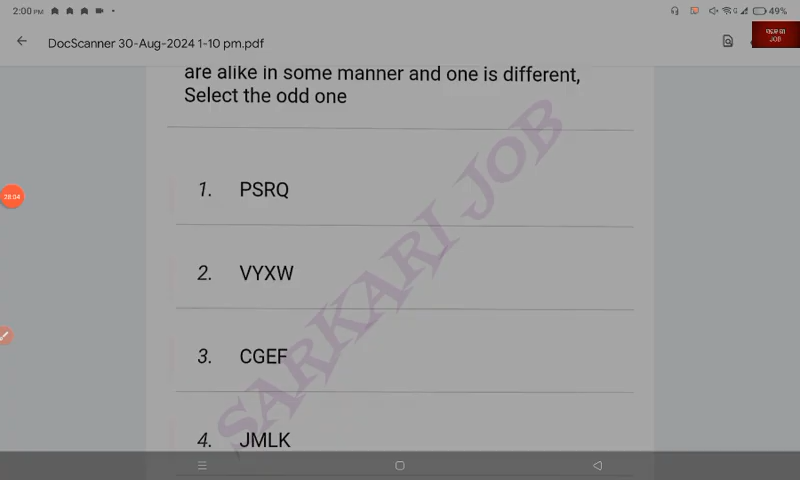 2:00 PM
49%
DocScanner 30-Aug-2024 1-10 pm.pdf
JOB
are alike in some manner and one is different,
Select the odd one
1. PSRQ
2. VYXW
3. CGEF
4. JMLK
SARKARI JOB